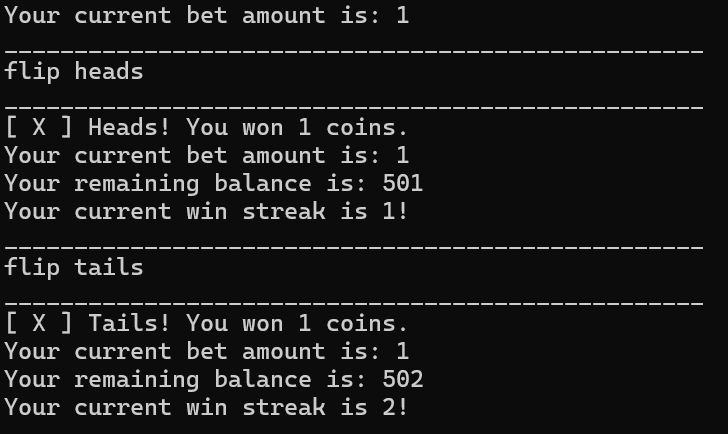 Your current bet amount is: 1
__________________________________________________
flip heads
__________________________________________________
[ X ] Heads! You won 1 coins.
Your current bet amount is: 1
Your remaining balance is: 501
Your current win streak is 1!
__________________________________________________
flip tails
__________________________________________________
[ X ] Tails! You won 1 coins.
Your current bet amount is: 1
Your remaining balance is: 502
Your current win streak is 2!